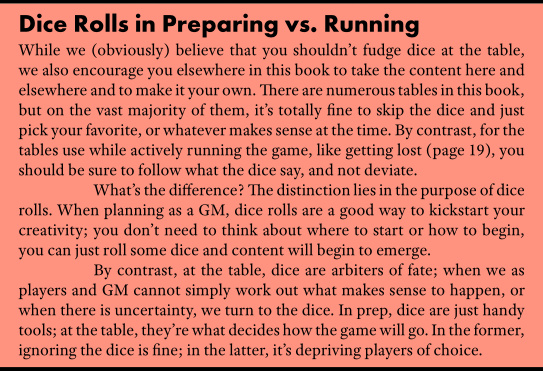 Dice Rolls in Preparing vs. Running
While we (obviously) believe that you shouldn’t fudge dice at the table,
we also encourage you elsewhere in this book to take the content here and
elsewhere and to make it your own. There are numerous tables in this book,
but on the vast majority of them, it’s totally fine to skip the dice and just
pick your favorite, or whatever makes sense at the time. By contrast, for the
tables use while actively running the game, like getting lost (page 19), you
should be sure to follow what the dice say, and not deviate.
What’s the difference? The distinction lies in the purpose of dice
rolls. When planning as a GM, dice rolls are a good way to kickstart your
creativity; you don’t need to think about where to start or how to begin,
you can just roll some dice and content will begin to emerge.
By contrast, at the table, dice are arbiters of fate; when we as
players and GM cannot simply work out what makes sense to happen, or
when there is uncertainty, we turn to the dice. In prep, dice are just handy
tools; at the table, they’re what decides how the game will go. In the former,
ignoring the dice is fine; in the latter, it’s depriving players of choice.